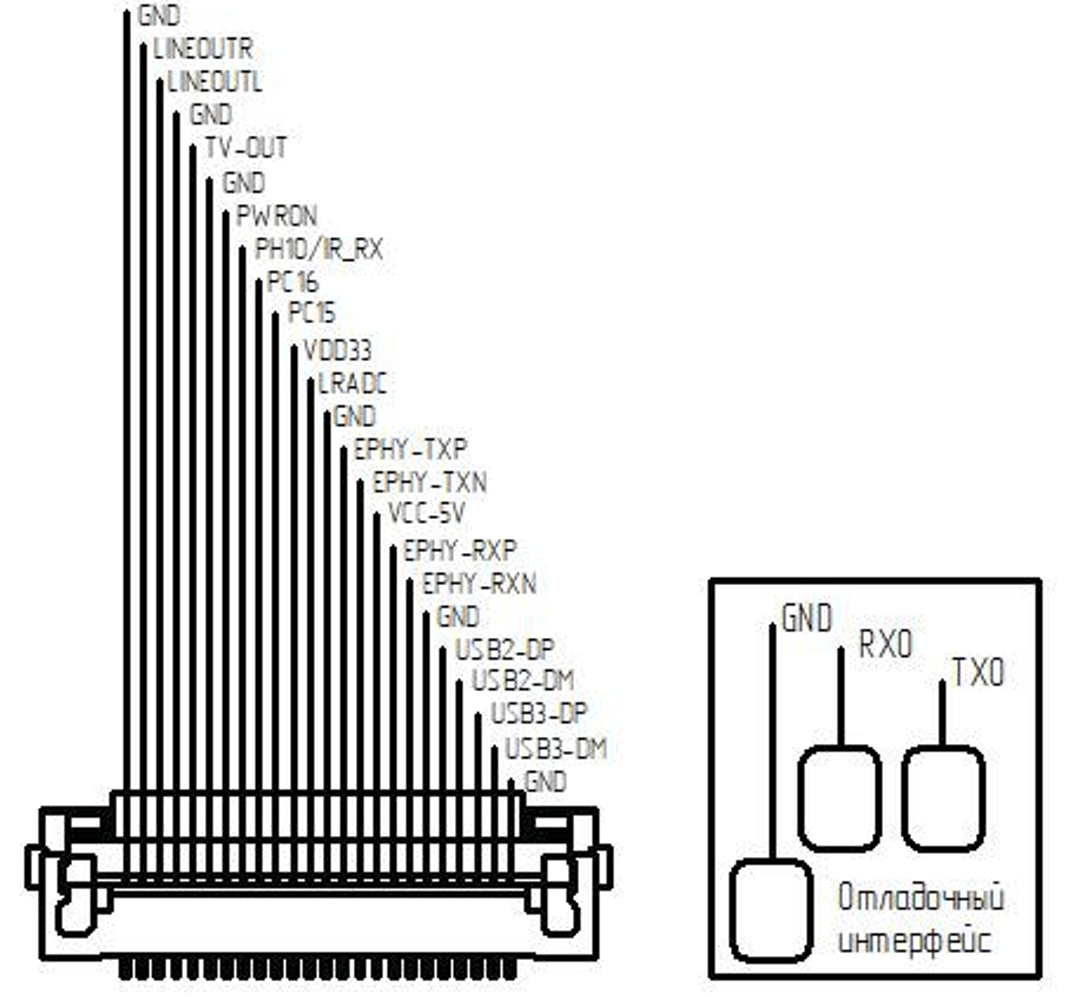 GND
LINEOUTR
LINEOUTL
GND
TV-OUT
GND
PWRON
PH10/IR_RX
PC16
PC15
VDD33
LRADC
GND
EPHY-TXP
EPHY-TXN
VCC-5V
EPHY-RXP
EPHY-RXN
GND
USB2-DP
USB2-DM
USB3-DP
USB3-DM
GND
GND
RX0
TX0
Отладочный
интерфейс